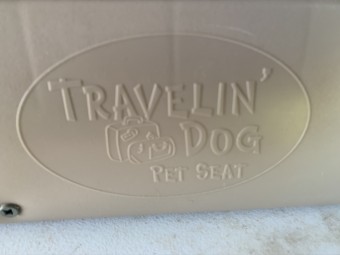 TRAVELIN'
DOG
PET SEAT